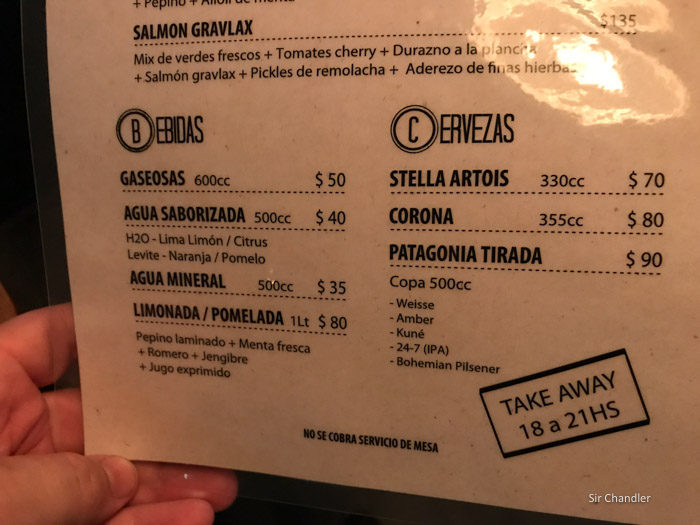 + Pepino + Alioli de menta
SALMON GRAVLAX $135
Mix de verdes frescos + Tomates cherry + Durazno a la plancha
+ Salmón gravlax + Pickles de remolacha + Aderezo de finas hierbas
BEBIDAS
GASEOSAS 600cc $ 50
AGUA SABORIZADA 500cc $ 40
H2O - Lima Limón / Citrus
Levite - Naranja / Pomelo
AGUA MINERAL 500cc $ 35
LIMONADA / POMELADA 1Lt $ 80
Pepino laminado + Menta fresca
+ Romero + Jengibre
+ Jugo exprimido
CERVEZAS
STELLA ARTOIS 330cc $ 70
CORONA 355cc $ 80
PATAGONIA TIRADA $ 90
Copa 500cc
- Weisse
- Amber
- Kuné
- 24-7 (IPA)
- Bohemian Pilsener
TAKE AWAY
18 a 21HS
NO SE COBRA SERVICIO DE MESA
Sir Chandler